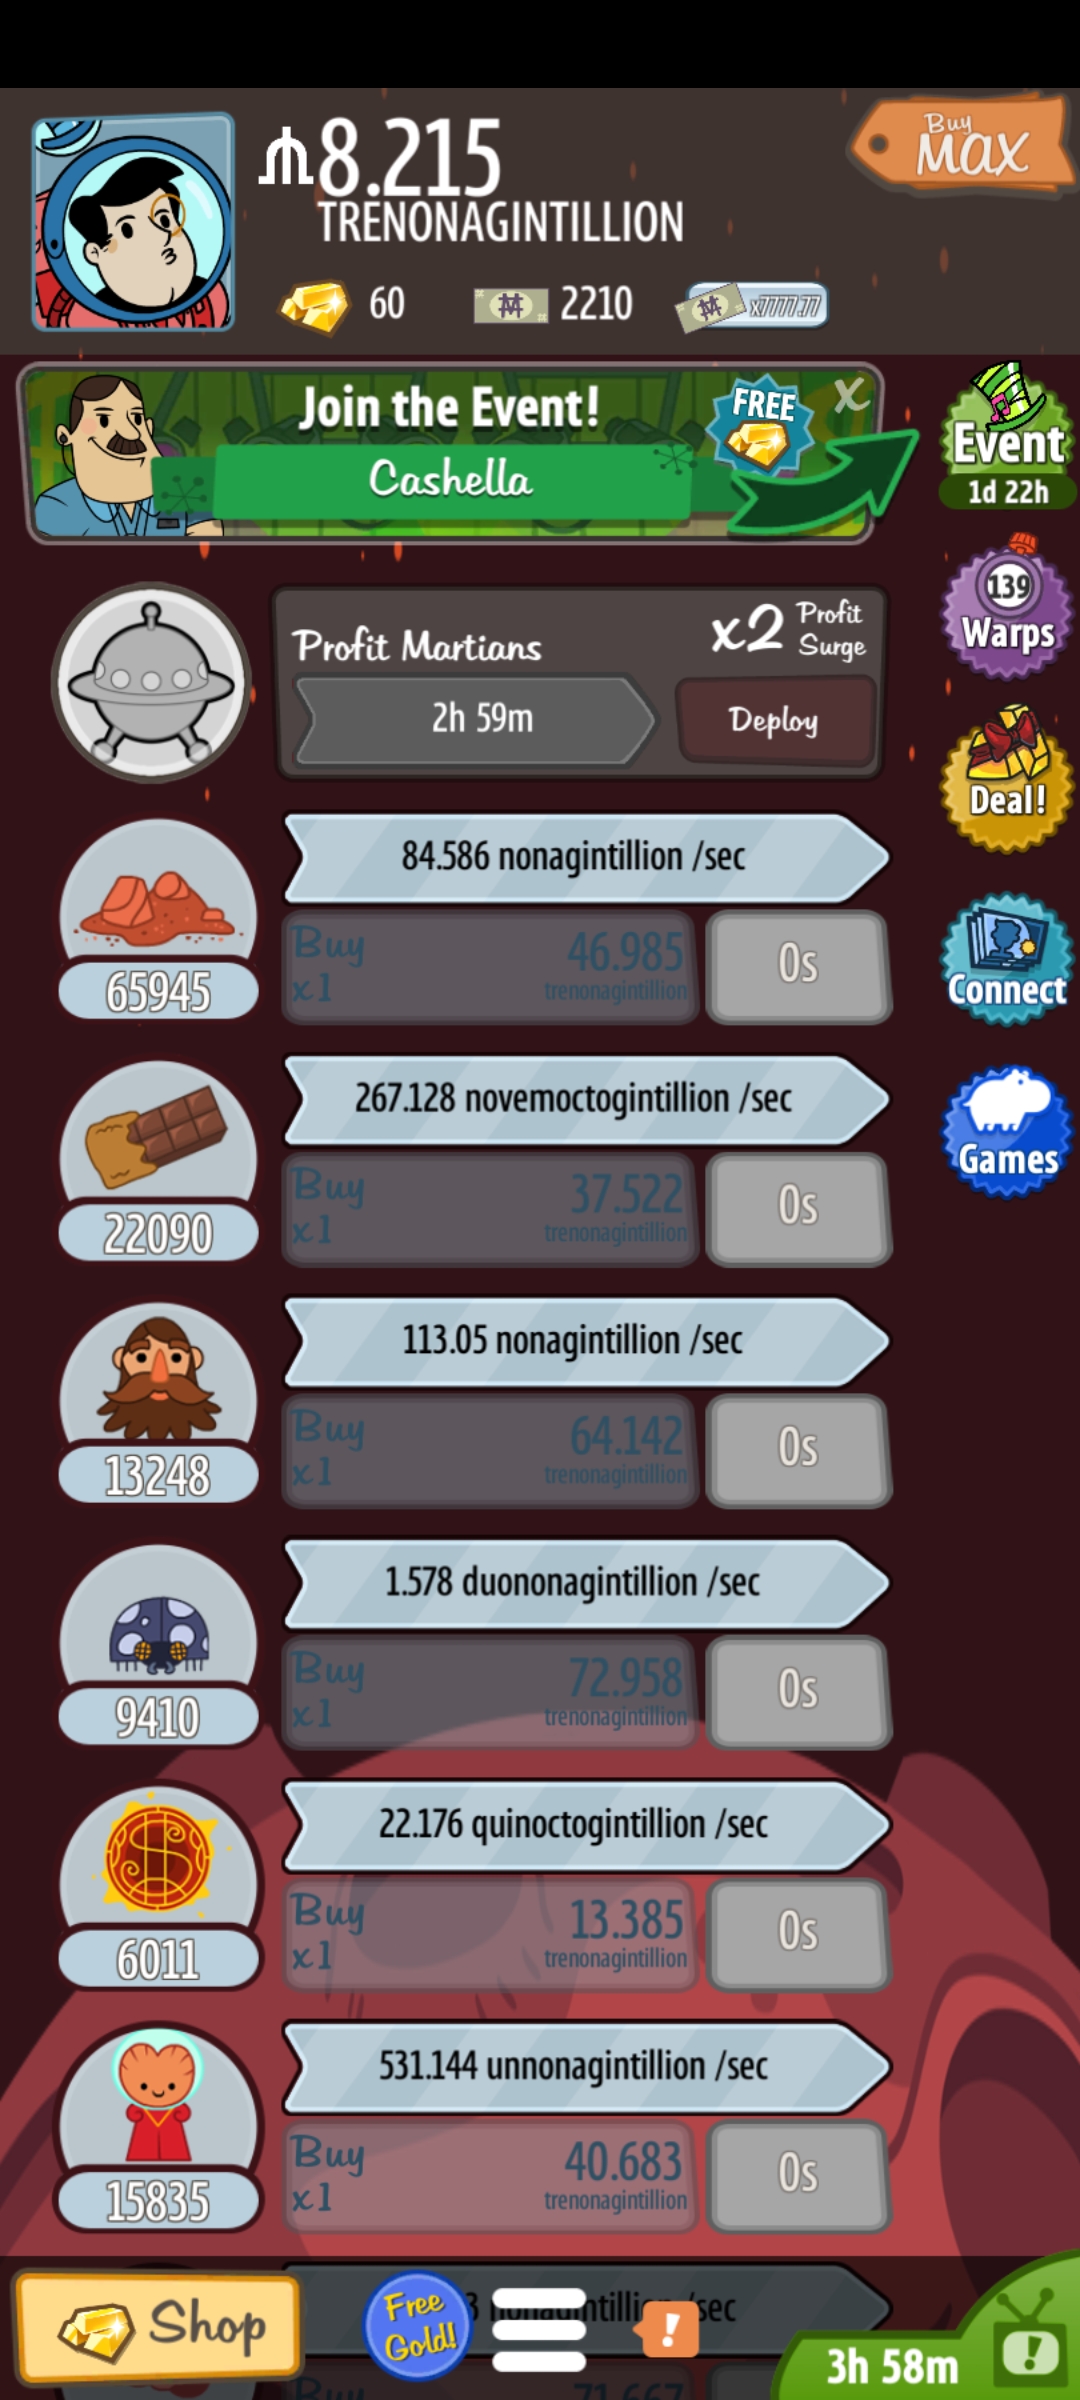 8.215
TRENONAGINTILLION
Buy
MAX
60
2210
x7777.77
Join the Event!
Cashella
FREE
X
Event
1d 22h
Profit Martians
x2 Profit Surge
2h 59m
Deploy
139
Warps
Deal!
84.586 nonagintillion /sec
Buy
x1
46.985
trenonagintillion
0s
65945
Connect
267.128 novemoctogintillion /sec
Buy
x1
37.522
trenonagintillion
0s
22090
Games
113.05 nonagintillion /sec
Buy
x1
64.142
trenonagintillion
0s
13248
1.578 duononagintillion /sec
Buy
x1
72.958
trenonagintillion
0s
9410
22.176 quinoctogintillion /sec
Buy
x1
13.385
trenonagintillion
0s
6011
531.144 unnonagintillion /sec
Buy
x1
40.683
trenonagintillion
0s
15835
Shop
Free
Gold!
/sec
!
3h 58m
!
Buy
71.667